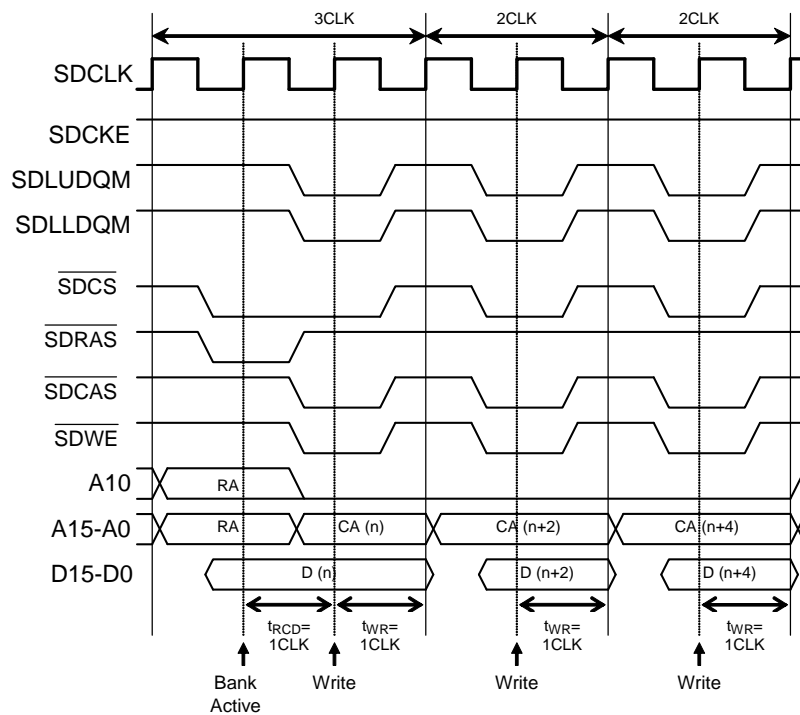 3CLK 2CLK 2CLK
SDCLK
SDCKE
SDLUDQM
SDLLDQM
SDCS
SDRAS
SDCAS
SDWE
A10 RA
A15-A0 RA CA (n) CA (n+2) CA (n+4)
D15-D0 D (n) D (n+2) D (n+4)
tRCD= tWR= tWR= tWR=
1CLK 1CLK 1CLK 1CLK
Bank Write Write Write
Active